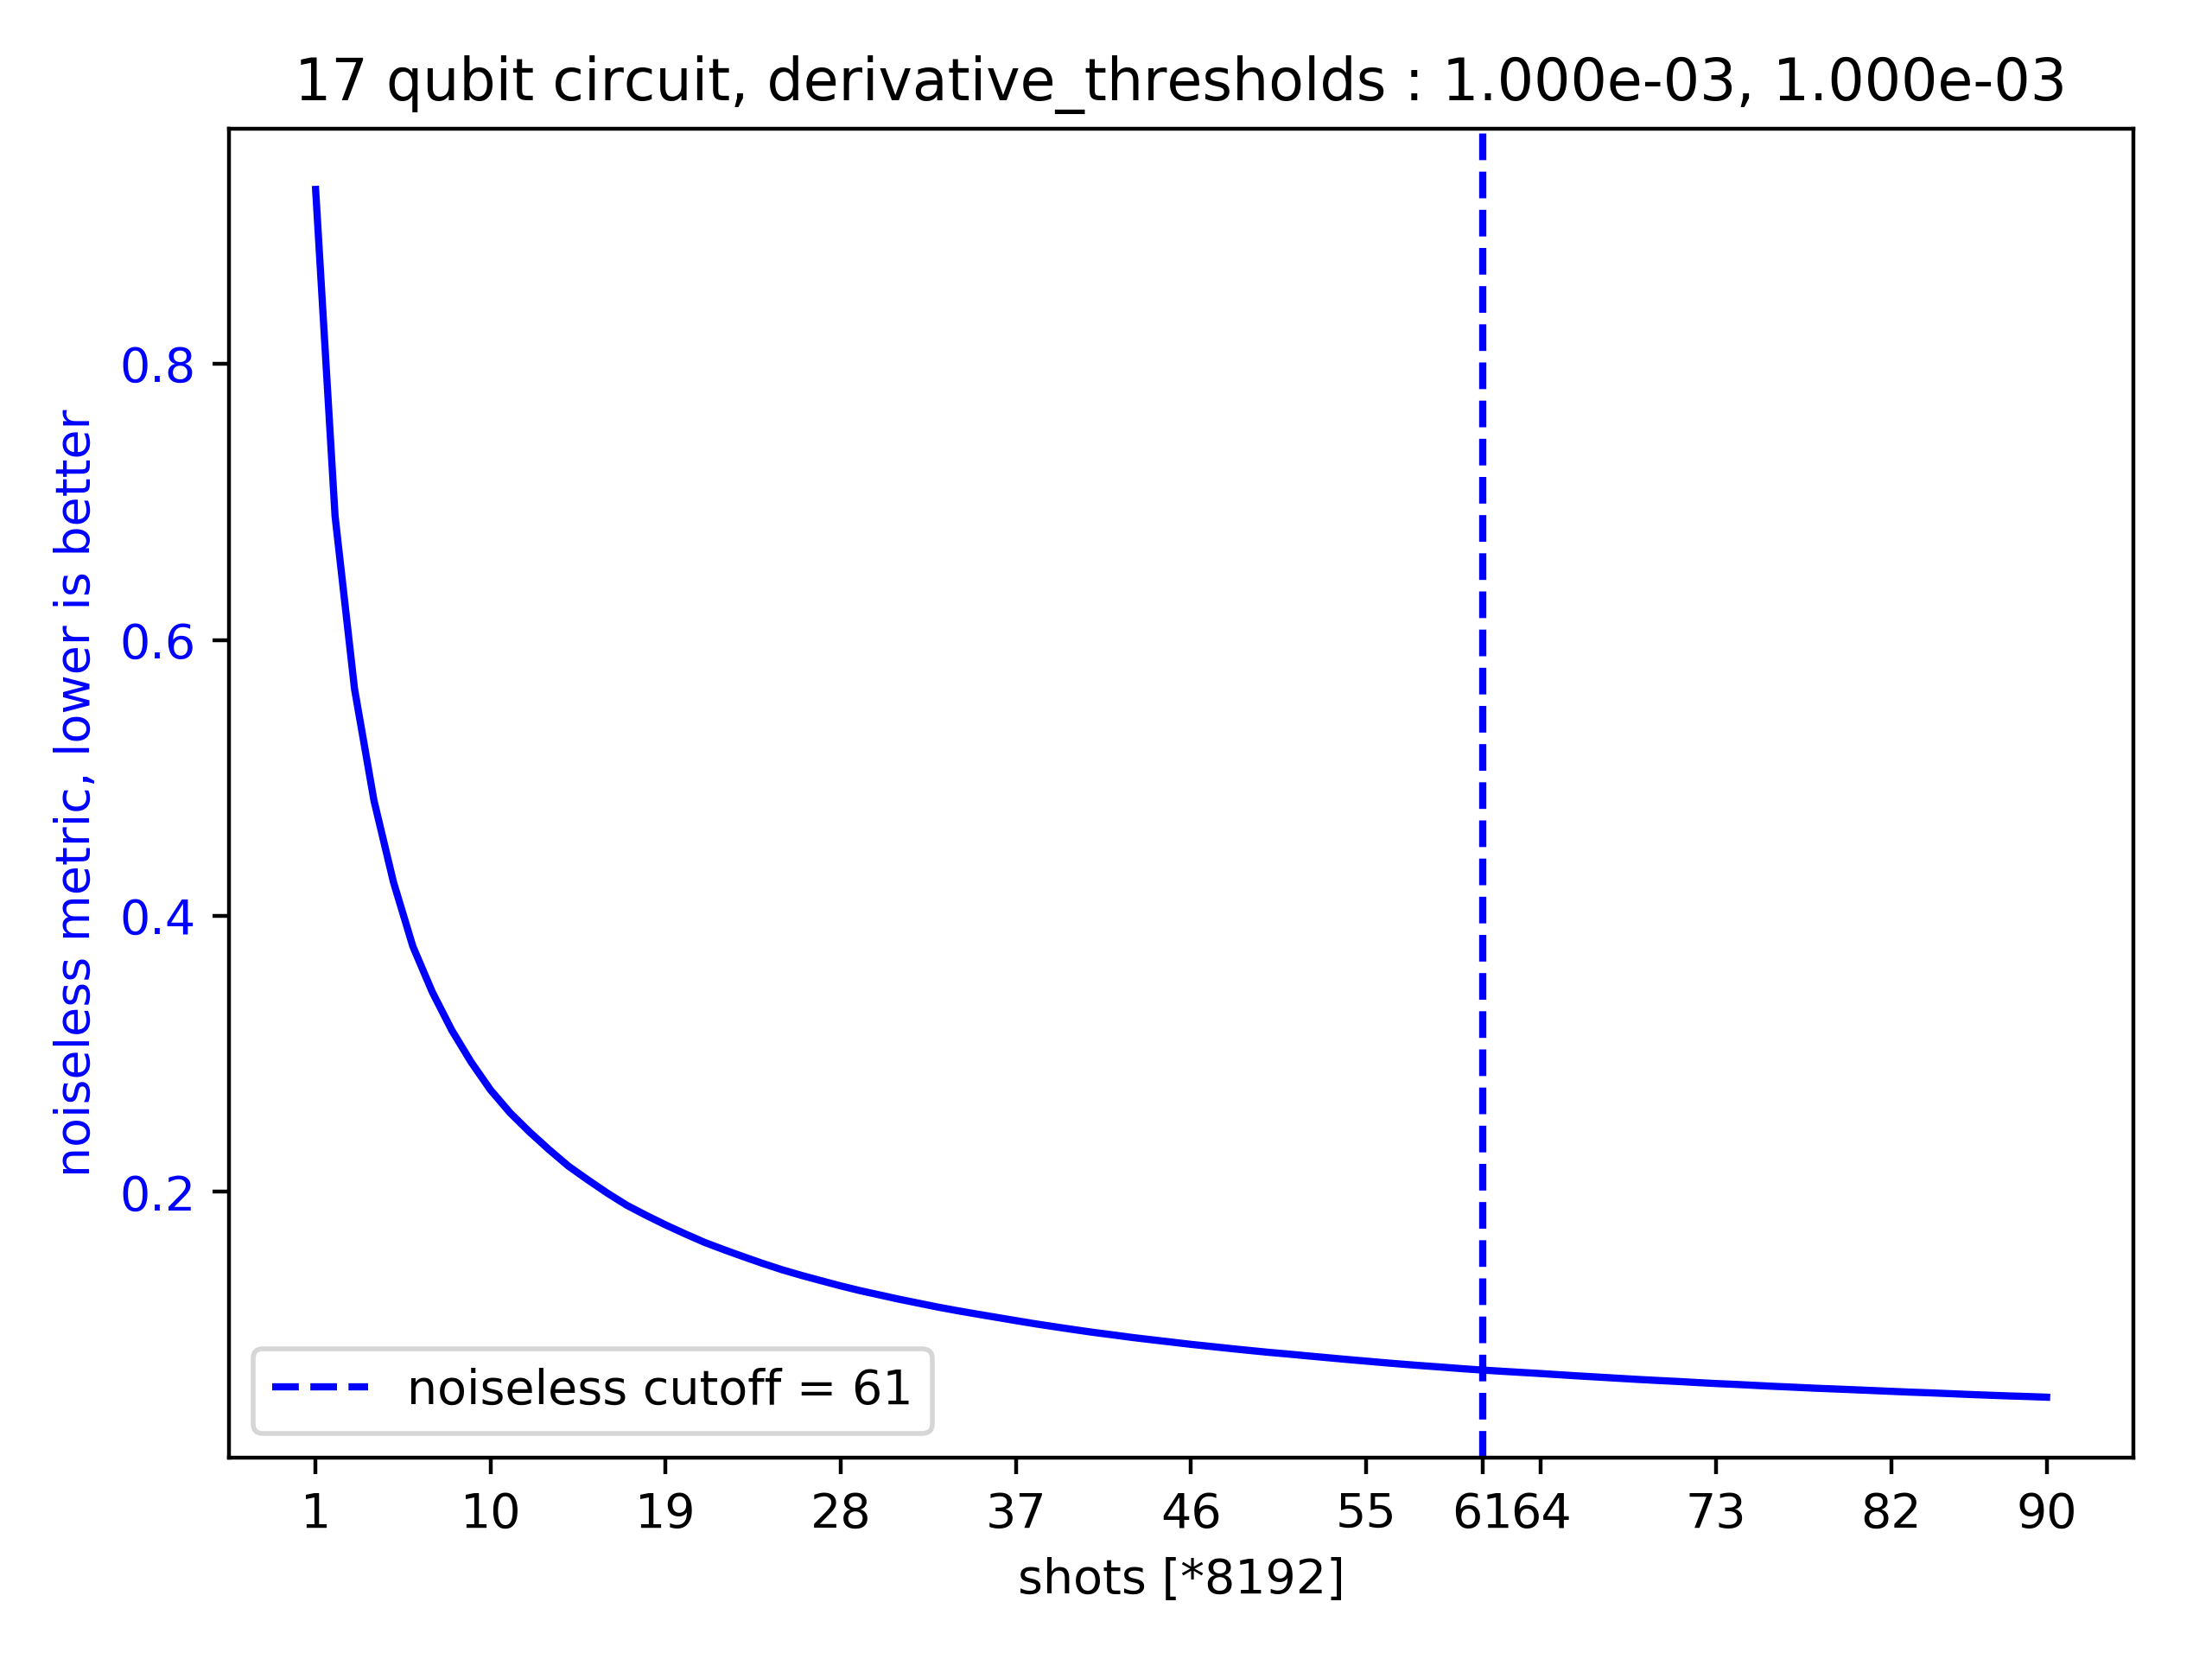 17 qubit circuit, derivative_thresholds : 1.000e-03, 1.000e-03
noiseless metric, lower is better
0.8
0.6
0.4
0.2
noiseless cutoff = 61
1 10 19 28 37 46 55 61 64 73 82 90
shots [*8192]